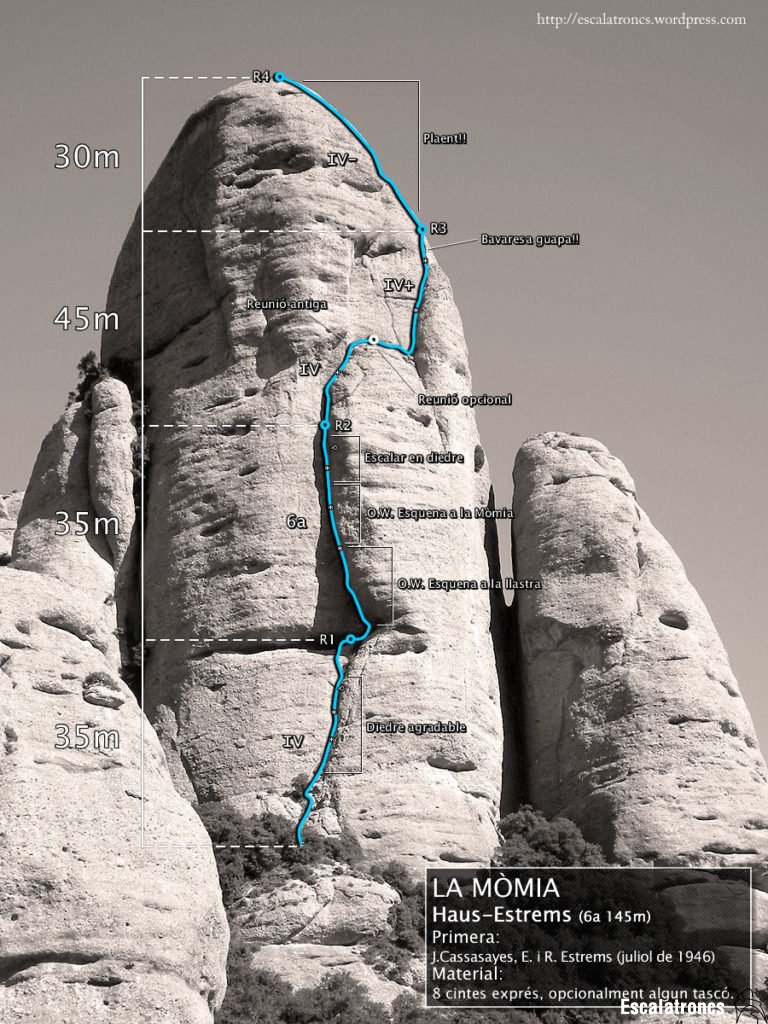 http://escalatroncs.wordpress.com
R4
Plaent!!
30m
IV-
R3
Bavaresa guapa!!
IV+
Reunió antiga
45m
IV
Reunió opcional
R2
Escalar en diedre
O.W. Esquena a la Mòmia
6a
35m
O.W. Esquena a la llastra
R1
Diedre agradable
35m
IV
LA MÒMIA
Haus-Estrems (6a 145m)
Primera:
J.Cassasayes, E. i R. Estrems (juliol de 1946)
Material:
8 cintes exprés, opcionalment algun tascó.
Escalatroncs